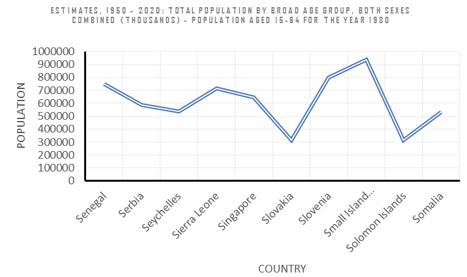 ESTIMATES, 1950 - 2020: TOTAL POPULATION BY BROAD AGE GROUP, BOTH SEXES
COMBINED (THOUSANDS) - POPULATION AGED 15-64 FOR THE YEAR 1980
POPULATION
1000000
900000
800000
700000
600000
500000
400000
300000
200000
100000
0
Senegal
Serbia
Seychelles
Sierra Leone
Singapore
Slovakia
Slovenia
Small Island...
Solomon Islands
Somalia
COUNTRY